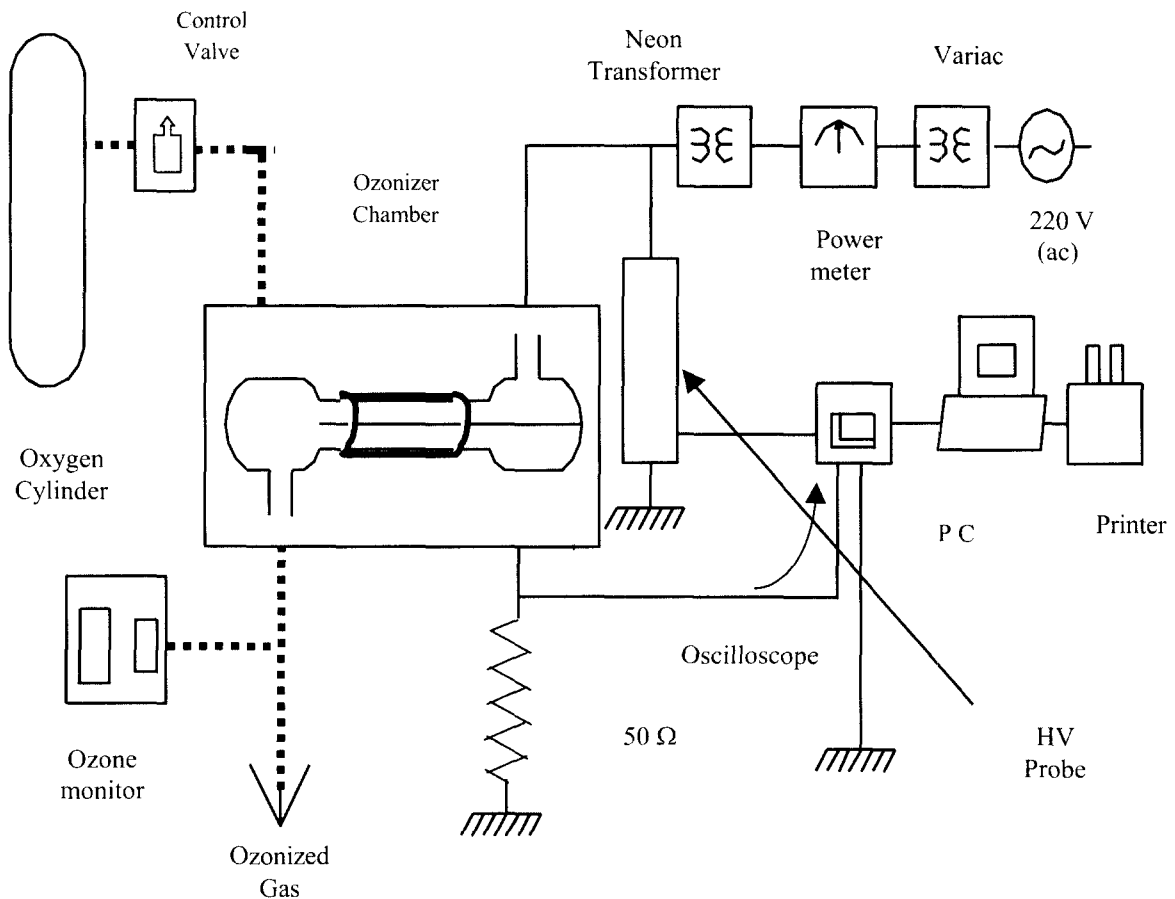 Control
Valve
Neon
Transformer
Variac
Ozonizer
Chamber
220 V
(ac)
Power
meter
Oxygen
Cylinder
P C
Printer
Oscilloscope
50 Ω
HV
Probe
Ozone
monitor
Ozonized
Gas